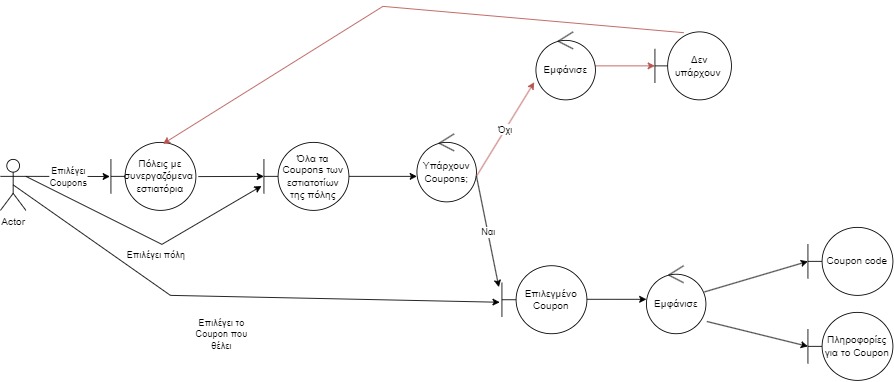 Δεν
υπάρχουν
Εμφάνισε
Όχι
Επιλέγει
Coupons
Πόλεις με
συνεργαζόμενα
εστιατόρια
Όλα τα
Coupons των
εστιατοτίων
της πόλης
Υπάρχουν
Coupons;
Actor
Επιλέγει πόλη
Ναι
Coupon code
Επιλεγμένο
Coupon
Εμφάνισε
Επιλέγει το
Coupon που
θέλει
Πληροφορίες
για το Coupon